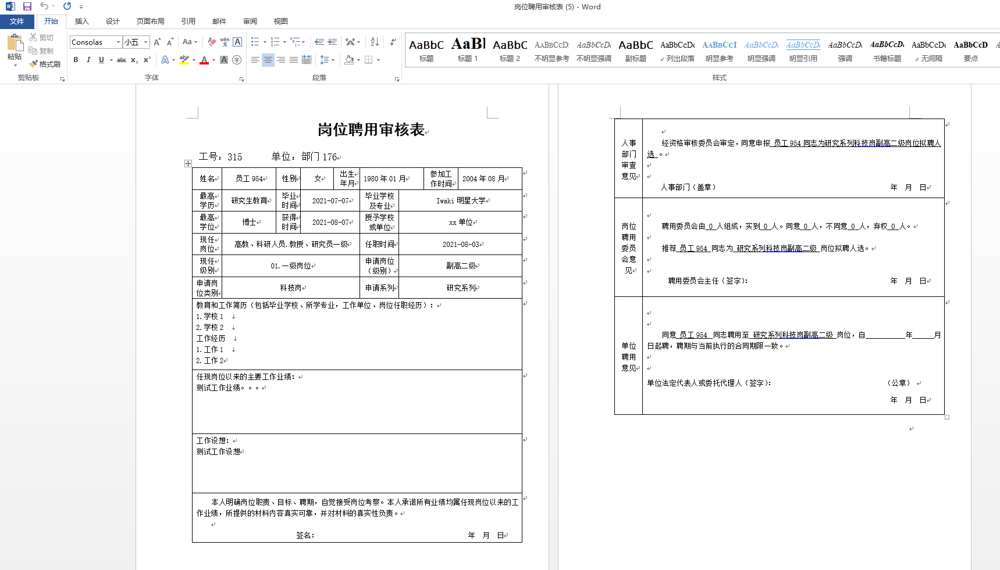 岗位聘用审核表 (5) - Word
文件 开始 插入 设计 页面布局 引用 邮件 审阅 视图
粘贴 剪切 复制 格式刷
Consolas 小五 A A Aa wén A
B I U abc x₂ x² A ab A A 字
剪贴板 字体 段落 样式
AaBbC AaBl AaBbC AaBbCcD AaBbCcDc AaBbC AaBbCcDc AaBbCcI AaBbCcDc AaBbCcDc AaBbCcDc AaBbCcDc AaBbCcDc AaBbCcD
标题 标题 1 标题 2 不明显参考 不明显强调 副标题 列出段落 明显参考 明显强调 明显引用 强调 书籍标题 无间隔 要点
岗位聘用审核表
工号：315 单位：部门 176
姓名 员工 954 性别 女 出生年月 1980 年 01 月 参加工作时间 2004 年 08 月
最高学历 研究生教育 毕业时间 2021-07-07 毕业学校及专业 Iwaki 明星大学
最高学位 博士 获得时间 2021-08-07 授予学校或单位 xx 单位
现任岗位 高教、科研人员.教授、研究员一级 任职时间 2021-08-03
现任级别 01.一级岗位 申请岗位（级别） 副高二级
申请岗位类别 科技岗 申请系列 研究系列
教育和工作简历（包括毕业学校、所学专业，工作单位、岗位任职经历）：
1.学校 1
2.学校 2
工作经历
1.工作 1
2.工作 2
任现岗位以来的主要工作业绩：
测试工作业绩。。。
工作设想：
测试工作设想
本人明确岗位职责、目标、聘期，自觉接受岗位考察。本人承诺所有业绩均属任现岗位以来的工
作业绩，所提供的材料内容真实可靠，并对材料的真实性负责。
签名： 年 月 日
人事
部门
审查
意见
经资格审核委员会审定，同意申报 员工 954 同志为研究系列科技岗副高二级岗位拟聘人
选 。
人事部门（盖章） 年 月 日
岗位
聘用
委员
会意
见
聘用委员会由 0 人组成，实到 0 人。同意 0 人，不同意 0 人，弃权 0 人。
推荐 员工 954 同志为 研究系列科技岗副高二级 岗位拟聘人选。
聘用委员会主任（签字）： 年 月 日
单位
聘用
意见
同意 员工 954 同志聘用至 研究系列科技岗副高二级 岗位，自___________年______月
日起聘，聘期与当前执行的合同期限一致。
单位法定代表人或委托代理人（签字）： （公章）
年 月 日